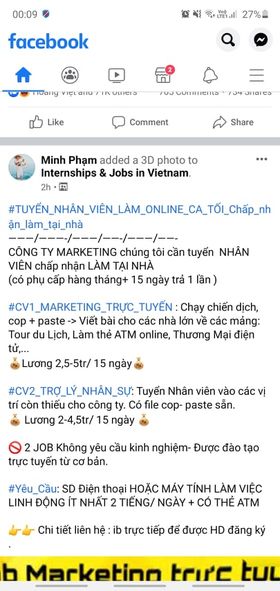 00:09
27%
facebook
2
Hoàng Việt and 71K others
763 Comments • 734 Shares
Like
Comment
Share
Minh Phạm added a 3D photo to
Internships & Jobs in Vietnam.
2h •
#TUYỂN_NHÂN_VIÊN_LÀM_ONLINE_CA_TỐI_Chấp_nh
ận_làm_tại_nhà
———/———-/———/——-/———/——-
CÔNG TY MARKETING chúng tôi cần tuyển NHÂN
VIÊN chấp nhận LÀM TẠI NHÀ
(có phụ cấp hàng tháng+ 15 ngày trả 1 lần )
#CV1_MARKETING_TRỰC_TUYẾN : Chạy chiến dịch,
cop + paste -> Viết bài cho các nhà lớn về các mảng:
Tour du Lịch, Làm thẻ ATM online, Thương Mại điện
tử,...
💰Lương 2,5-5tr/ 15 ngày💰
#CV2_TRỢ_LÝ_NHÂN_SỰ: Tuyển Nhân viên vào các vị
trí còn thiếu cho công ty. Có file cop- paste sẵn.
💰Lương 2-4,5tr/ 15 ngày 💰
🚫 2 JOB Không yêu cầu kinh nghiệm- Được đào tạo
trực tuyến từ cơ bản.
#Yêu_Cầu: SD Điện thoại HOẶC MÁY TÍNH LÀM VIỆC
LINH ĐỘNG ÍT NHẤT 2 TIẾNG/ NGÀY + CÓ THẺ ATM
👉👉 Chi tiết liên hệ : ib trực tiếp để được HD đăng ký
.
Marketing trực